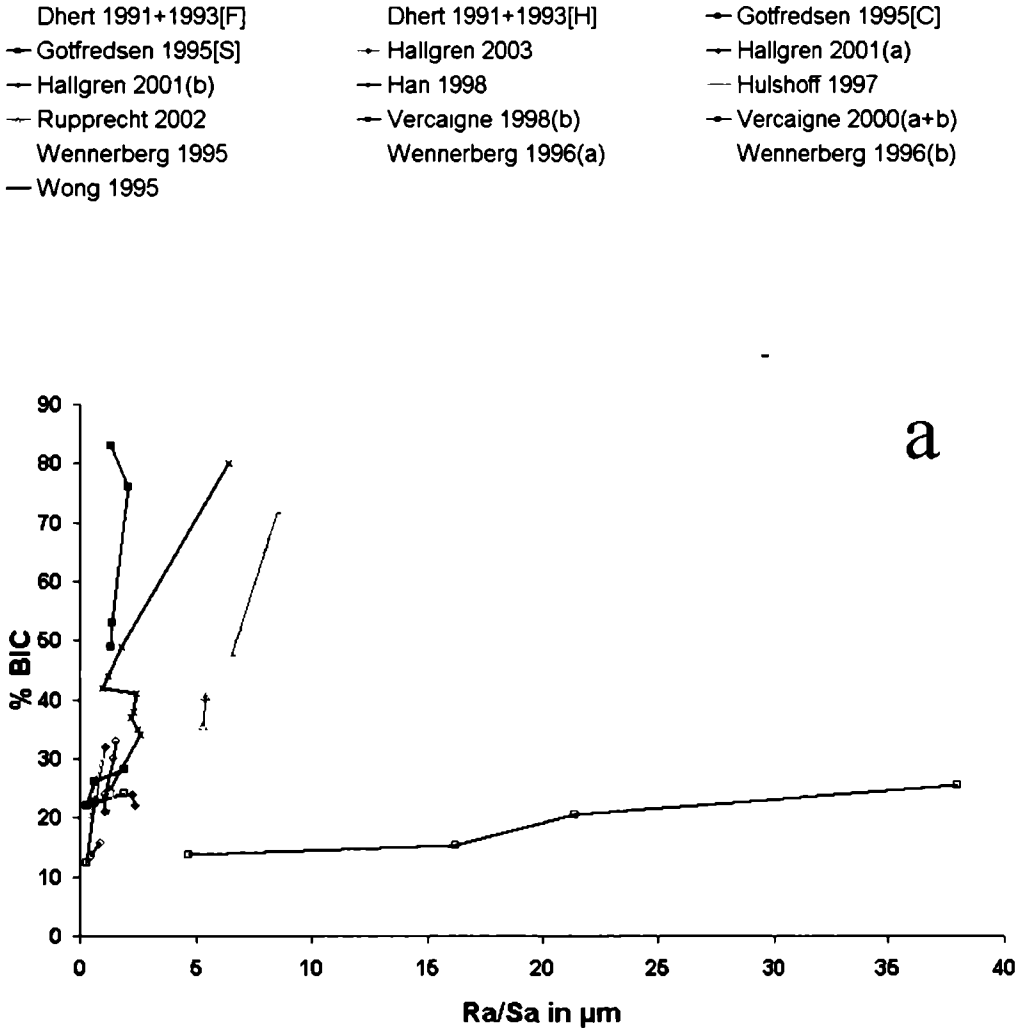 Dhert 1991+1993[F] Dhert 1991+1993[H] Gotfredsen 1995[C]
Gotfredsen 1995[S] Hallgren 2003 Hallgren 2001(a)
Hallgren 2001(b) Han 1998 Hulshoff 1997
Rupprecht 2002 Vercaigne 1998(b) Vercaigne 2000(a+b)
Wennerberg 1995 Wennerberg 1996(a) Wennerberg 1996(b)
Wong 1995
a
90
80
70
60
50
40
30
20
10
0
% BIC
0 5 10 15 20 25 30 35 40
Ra/Sa in µm